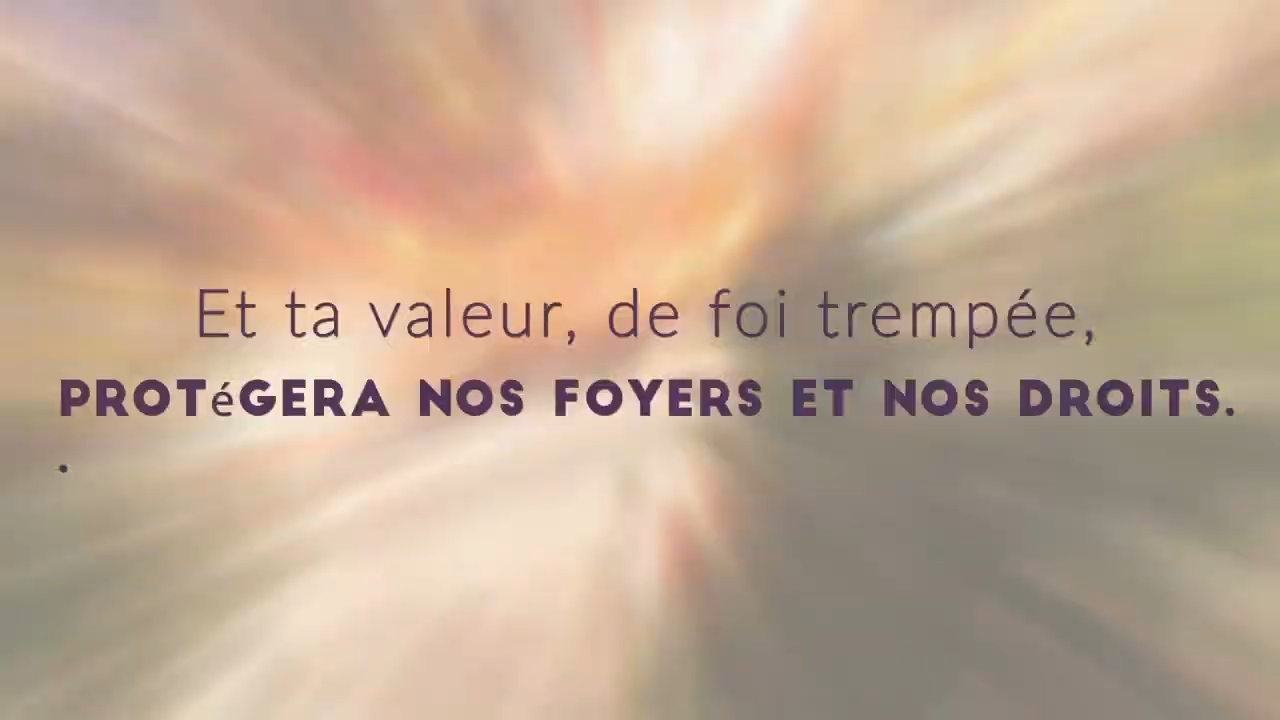 Et ta valeur, de foi trempée,
PROTéGERA NOS FOYERS ET NOS DROITS.
.